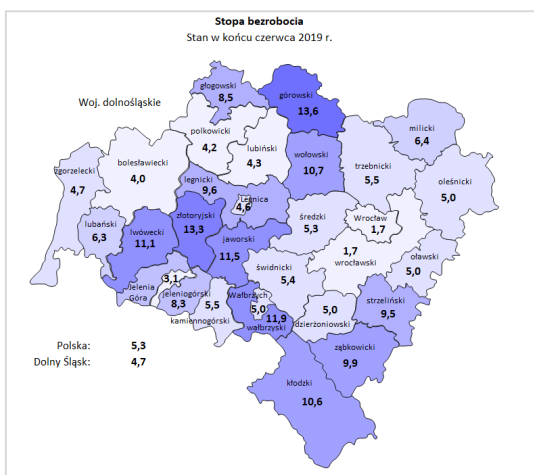 Stopa bezrobocia
Stan w końcu czerwca 2019 r.
Woj. dolnośląskie
głogowski
8,5
górowski
13,6
polkowicki
4,2
lubiński
4,3
wołowski
10,7
milicki
6,4
trzebnicki
5,5
oleśnicki
5,0
bolesławiecki
4,0
zgorzelecki
4,7
legnicki
9,6
Legnica
4,6
złotoryjski
13,3
średzki
5,3
Wrocław
1,7
lubański
6,3
lwówecki
11,1
jaworski
11,5
1,7
wrocławski
oławski
5,0
świdnicki
5,4
3,1
Jelenia
Góra
jeleniogórski
8,3
5,5
kamiennogórski
Wałbrzych
5,0
11,9
wałbrzyski
5,0
dzierżoniowski
strzeliński
9,5
ząbkowicki
9,9
kłodzki
10,6
Polska: 5,3
Dolny Śląsk: 4,7